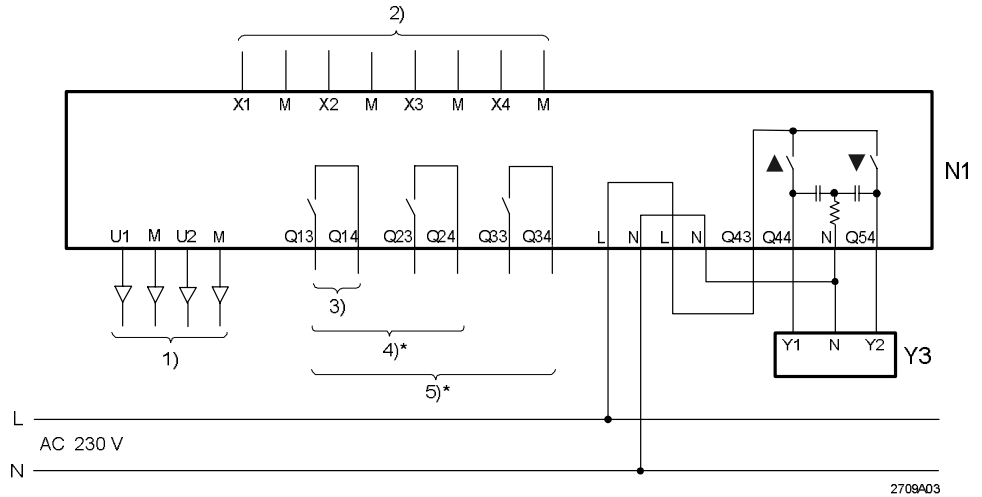 2)
X1 M X2 M X3 M X4 M
N1
U1 M U2 M Q13 Q14 Q23 Q24 Q33 Q34 L N L N Q43 Q44 N Q54
3)
1)
4)*
Y1 N Y2
Y3
5)*
L
AC 230 V
N
2709A03